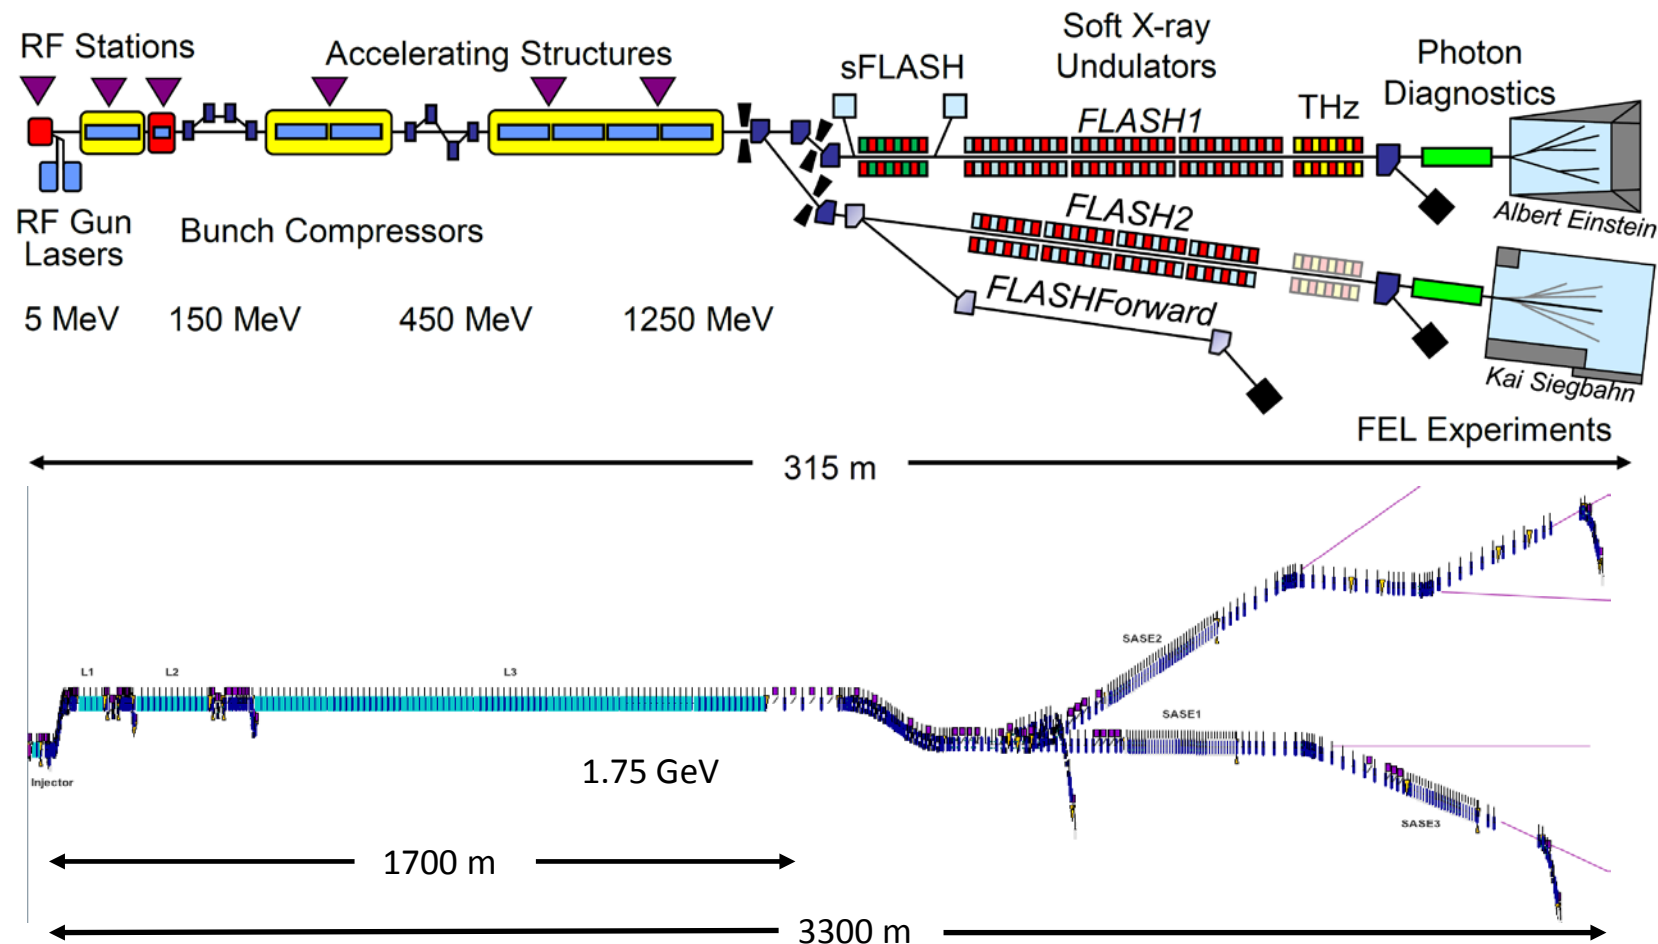 RF Stations
Accelerating Structures
sFLASH
Soft X-ray
Undulators
Photon
Diagnostics
THz
FLASH1
Albert Einstein
RF Gun
Lasers
Bunch Compressors
FLASH2
FLASHForward
5 MeV
150 MeV
450 MeV
1250 MeV
Kai Siegbahn
FEL Experiments
315 m
L1
L2
L3
SASE2
SASE1
Injector
1.75 GeV
SASE3
1700 m
3300 m